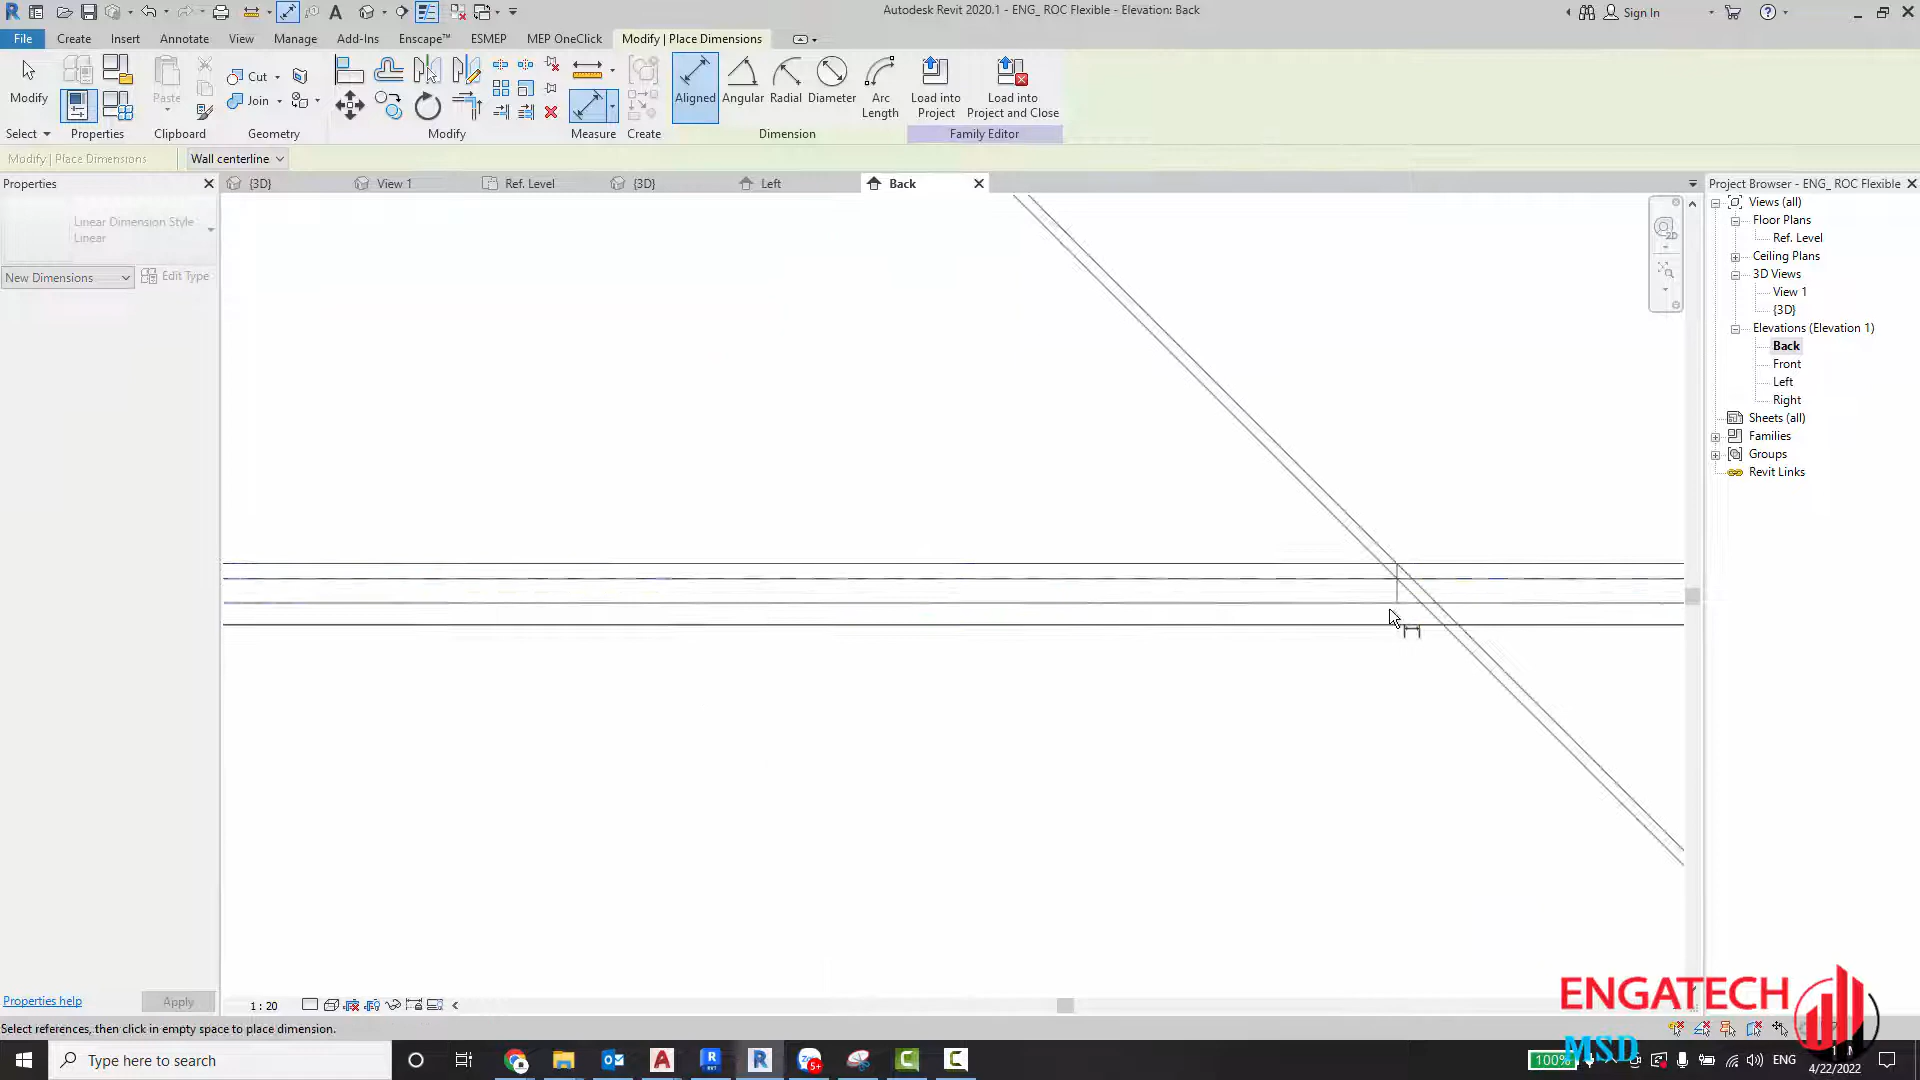 Autodesk Revit 2020.1 - ENG_ ROC Flexible - Elevation: Back
Sign In
File Create Insert Annotate View Manage Add-Ins Enscape™ ESMEP MEP OneClick Modify | Place Dimensions
Modify
Paste
Cut
Join
Aligned Angular Radial Diameter Arc Length
Load into Project
Load into Project and Close
Select Properties Clipboard Geometry Modify Measure Create Dimension Family Editor
Modify | Place Dimensions
Wall centerline
Properties
{3D} View 1 Ref. Level {3D} Left Back
Project Browser - ENG_ ROC Flexible
Linear Dimension Style
Linear
New Dimensions
Edit Type
2D
Views (all)
Floor Plans
Ref. Level
Ceiling Plans
3D Views
View 1
{3D}
Elevations (Elevation 1)
Back
Front
Left
Right
Sheets (all)
Families
Groups
Revit Links
Properties help
Apply
1 : 20
Select references, then click in empty space to place dimension.
ENGATECH
MSD
Type here to search
100%
ENG
4/22/2022